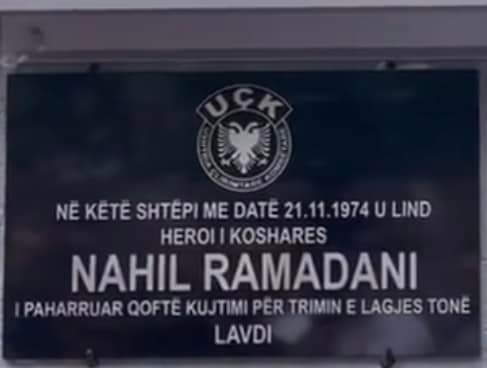 UÇK
NË KËTË SHTËPI ME DATË 21.11.1974 U LIND
HEROI I KOSHARES
NAHIL RAMADANI
I PAHARRUAR QOFTË KUJTIMI PËR TRIMIN E LAGJES TONË
LAVDI